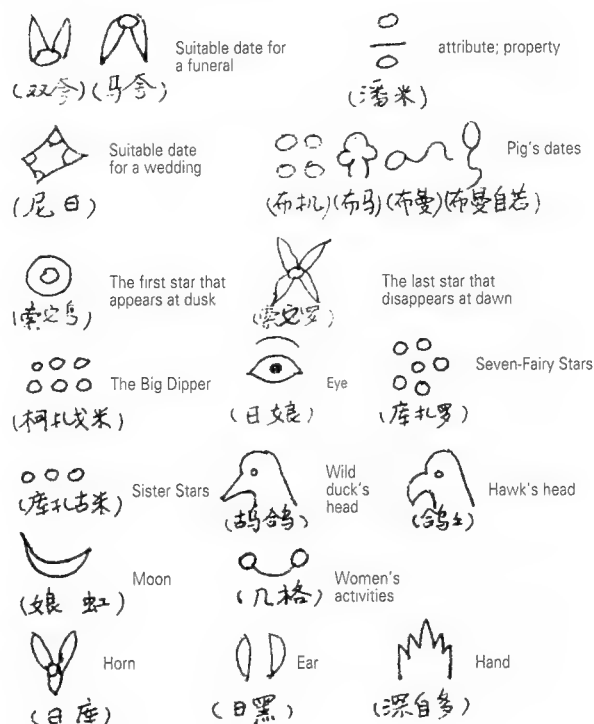 Suitable date for
a funeral
attribute; property
(双奓) (马奓)
(潘米)
Suitable date
for a wedding
Pig's dates
(尼日)
(布扎)(布马)(布曼)(布曼自若)
The first star that
appears at dusk
The last star that
disappears at dawn
The Big Dipper
Eye
Seven-Fairy Stars
(柯扎戈米)
(日娘)
(库扎罗)
Sister Stars
Wild
duck's
head
Hawk's head
(库扎古米)
Moon
Women's
activities
(娘 虹)
(几格)
Horn
Ear
Hand
(日座)
(日黑)
(深自多)